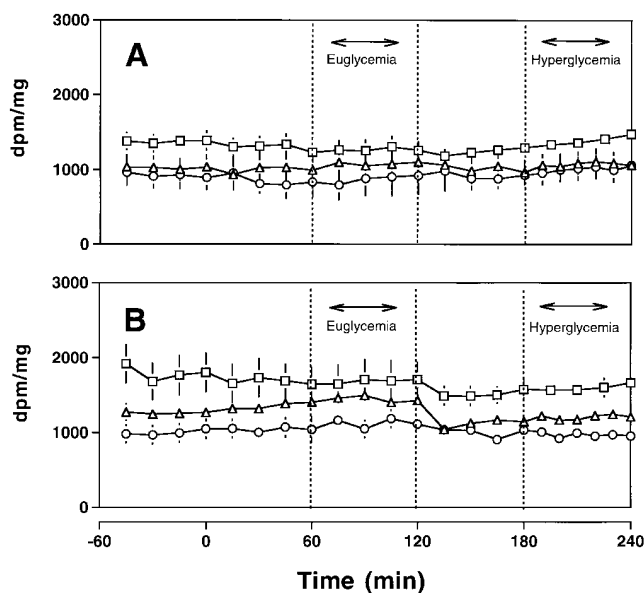 3000
A
Euglycemia
Hyperglycemia
2000
dpm/mg
1000
0
3000
B
Euglycemia
Hyperglycemia
2000
dpm/mg
1000
0
-60 0 60 120 180 240
Time (min)